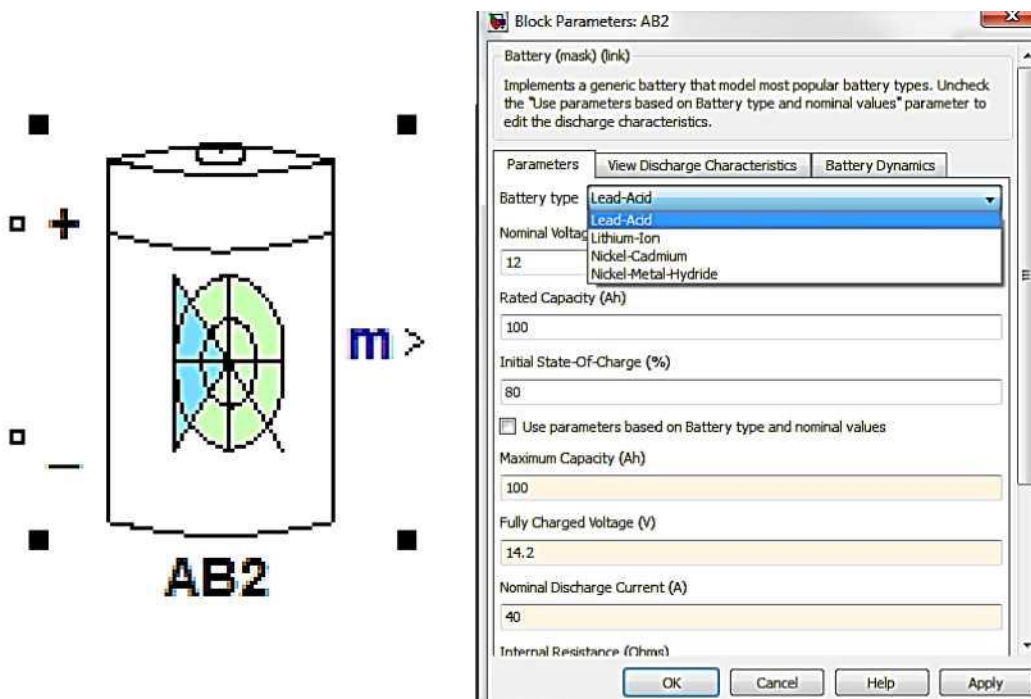 +
m >
−
AB2
Block Parameters: AB2
Battery (mask) (link)
Implements a generic battery that model most popular battery types. Uncheck
the "Use parameters based on Battery type and nominal values" parameter to
edit the discharge characteristics.
Parameters View Discharge Characteristics Battery Dynamics
Battery type Lead-Acid
Lead-Acid
Lithium-Ion
Nickel-Cadmium
Nickel-Metal-Hydride
Nominal
12
Rated Capacity (Ah)
100
Initial State-Of-Charge (%)
80
Use parameters based on Battery type and nominal values
Maximum Capacity (Ah)
100
Fully Charged Voltage (V)
14.2
Nominal Discharge Current (A)
40
Internal Resistance (Ohms)
OK Cancel Help Apply